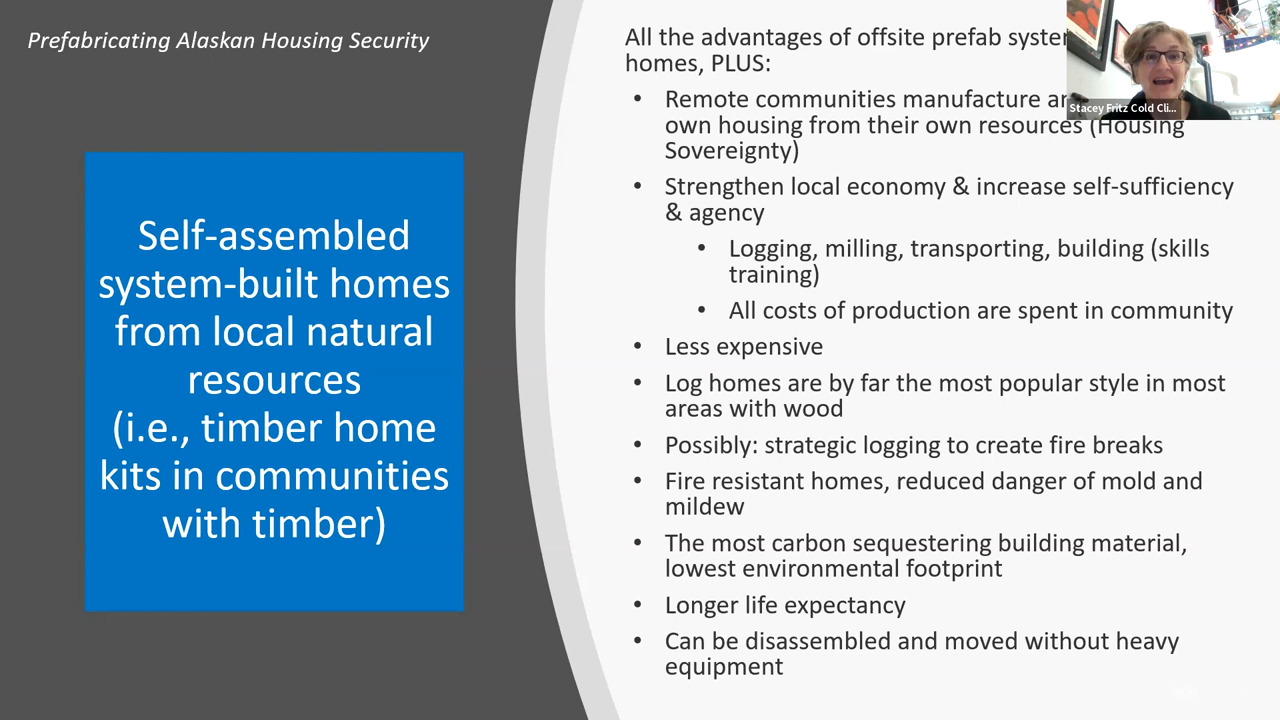 Prefabricating Alaskan Housing Security
Self-assembled
system-built homes
from local natural
resources
(i.e., timber home
kits in communities
with timber)
All the advantages of offsite prefab
homes, PLUS:
• Remote communities manufacture
own housing from their own resources (Housing
Sovereignty)
• Strengthen local economy & increase self-sufficiency
& agency
• Logging, milling, transporting, building (skills
training)
• All costs of production are spent in community
• Less expensive
• Log homes are by far the most popular style in most
areas with wood
• Possibly: strategic logging to create fire breaks
• Fire resistant homes, reduced danger of mold and
mildew
• The most carbon sequestering building material,
lowest environmental footprint
• Longer life expectancy
• Can be disassembled and moved without heavy
equipment
Stacey Fritz Cold Cli...